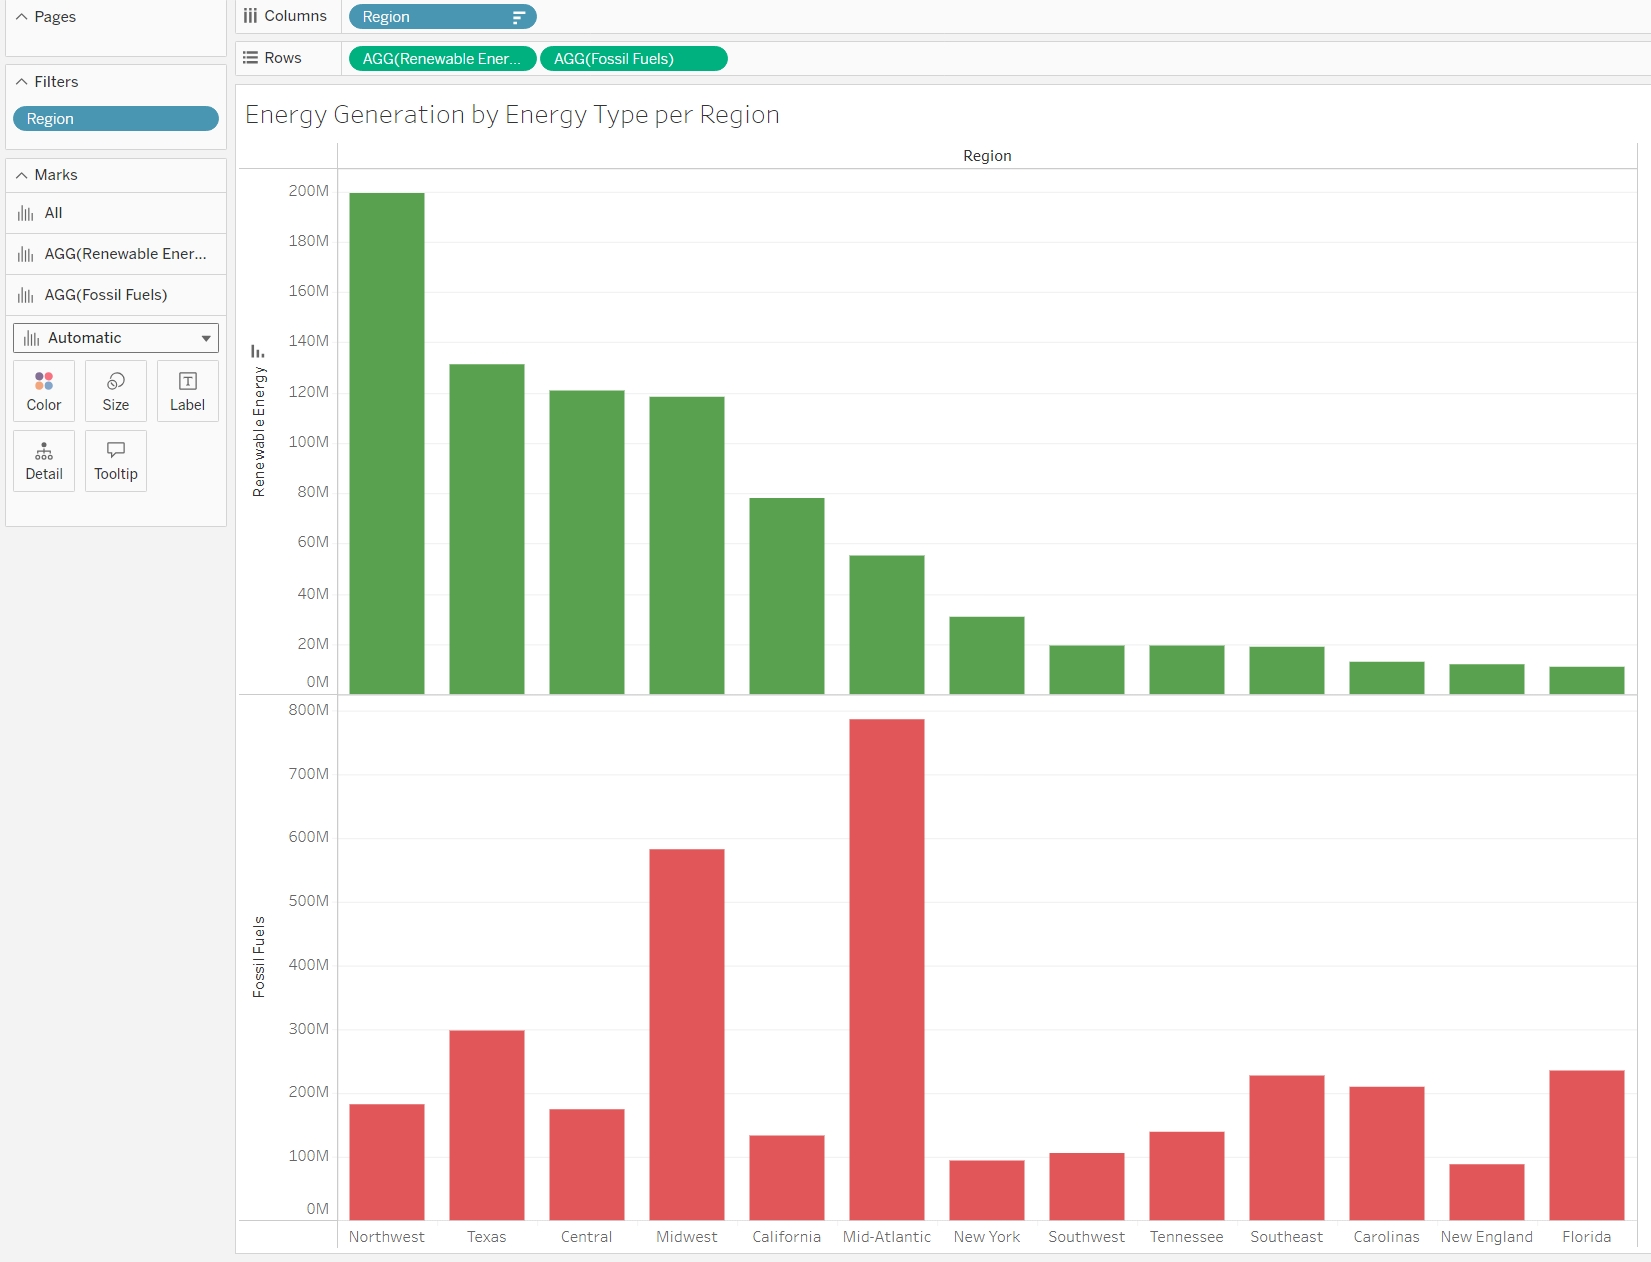 Pages
Filters
Region
Marks
All
AGG(Renewable Ener...
AGG(Fossil Fuels)
Automatic
Color Size Label
Detail Tooltip
Columns Region
Rows AGG(Renewable Ener... AGG(Fossil Fuels)
Energy Generation by Energy Type per Region
Region
Renewable Energy
200M
180M
160M
140M
120M
100M
80M
60M
40M
20M
0M
Fossil Fuels
800M
700M
600M
500M
400M
300M
200M
100M
0M
Northwest Texas Central Midwest California Mid-Atlantic New York Southwest Tennessee Southeast Carolinas New England Florida